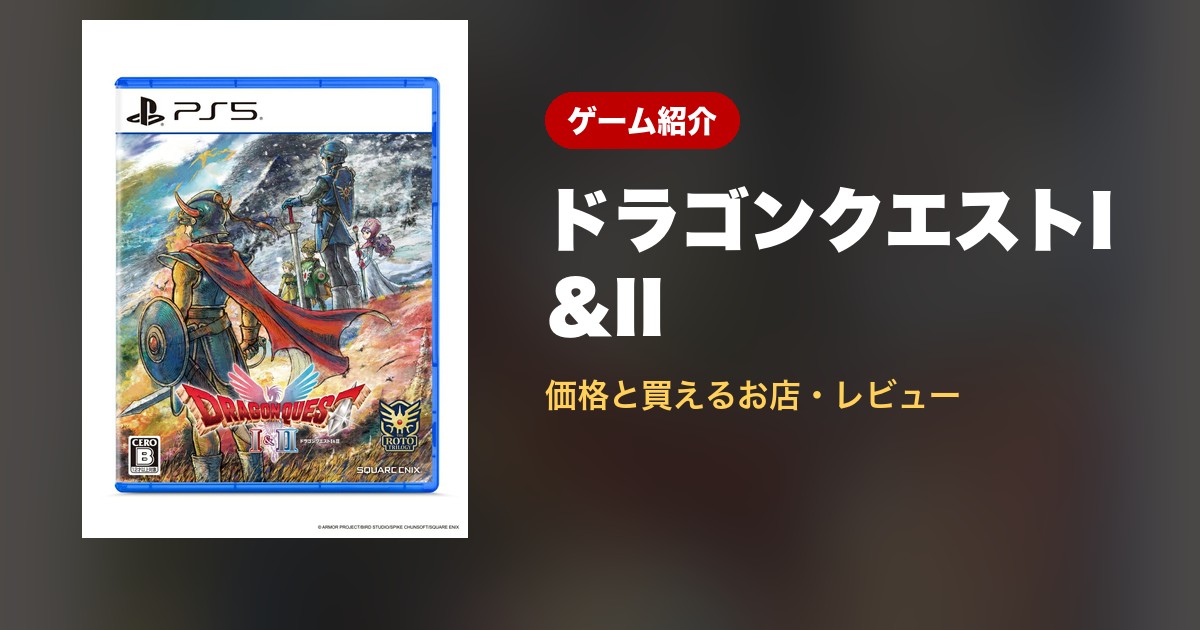 PS5
DRAGON QUEST
I&II
ドラゴンクエストI&II
ROTO
TRILOGY
CERO
B
SQUARE ENIX
© ARMOR PROJECT/BIRD STUDIO/SPIKE CHUNSOFT/SQUARE ENIX
ゲーム紹介
ドラゴンクエストI
&II
価格と買えるお店・レビュー